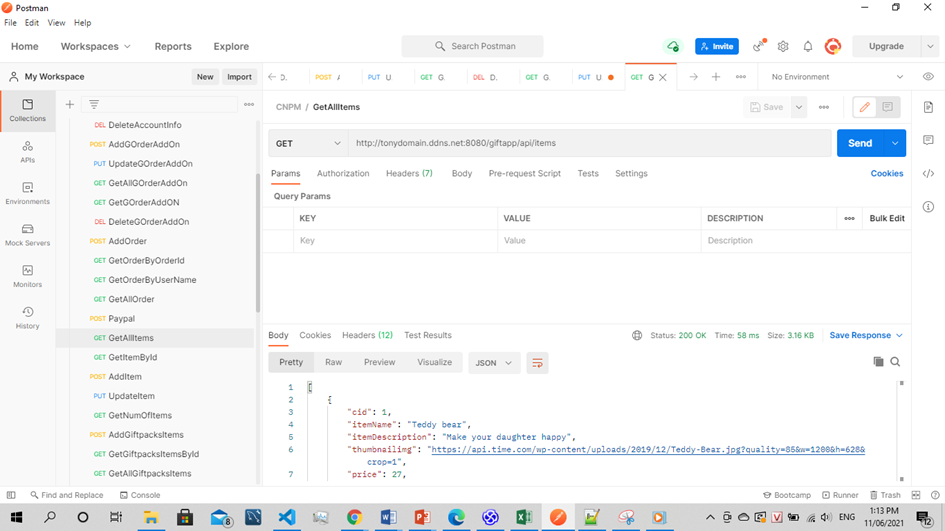 Postman
File Edit View Help
Home Workspaces Reports Explore Search Postman Invite Upgrade
My Workspace New Import D. POST PU U GET G. DEL D. GET G. PUT U GET G No Environment
CNPM / GetAllItems Save
Collections
APIs
Environments
Mock Servers
Monitors
History
DEL DeleteAccountInfo
POST AddGOrderAddOn
PUT UpdateGOrderAddOn
GET GetAllGOrderAddOn
GET GetGOrderAddON
DEL DeleteGOrderAddOn
POST AddOrder
GET GetOrderByOrderId
GET GetOrderByUserName
GET GetAllOrder
POST Paypal
GET GetAllItems
GET GetItemById
POST AddItem
PUT UpdateItem
GET GetNumOfItems
POST AddGiftpacksItems
GET GetGiftpacksItemsById
GET GetAllGiftpacksItems
GET http://tonydomain.ddns.net:8080/giftapp/api/items Send
Params Authorization Headers (7) Body Pre-request Script Tests Settings Cookies
Query Params
KEY VALUE DESCRIPTION Bulk Edit
Key Value Description
Body Cookies Headers (12) Test Results Status: 200 OK Time: 58 ms Size: 3.16 KB Save Response
Pretty Raw Preview Visualize JSON
1 [
2 {
3 "cid": 1,
4 "itemName": "Teddy bear",
5 "itemDescription": "Make your daughter happy",
6 "thumbnailimg": "https://api.time.com/wp-content/uploads/2019/12/Teddy-Bear.jpg?quality=85&w=1200&h=628&
crop=1",
7 "price": 27,
Find and Replace Console Bootcamp Runner Trash
8 ENG 1:13 PM
11/06/2021 12